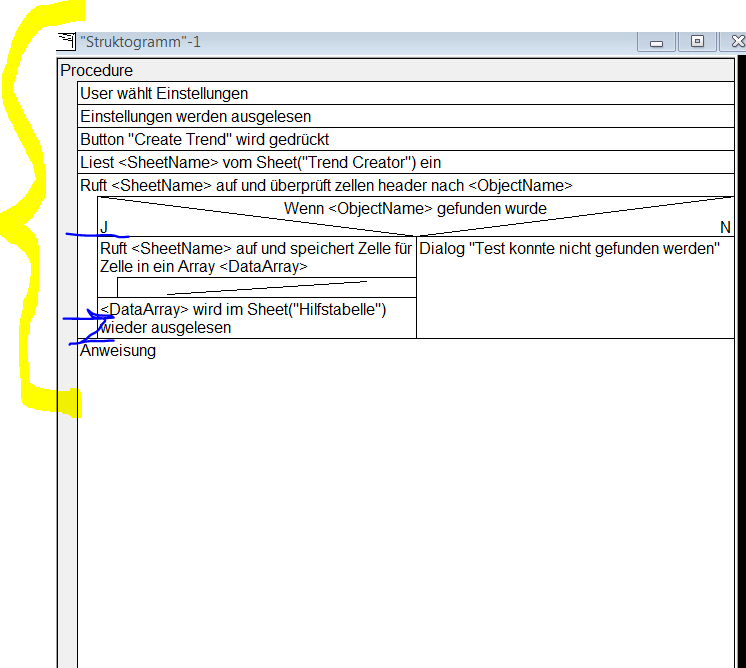 "Struktogramm"-1
Procedure
User wählt Einstellungen
Einstellungen werden ausgelesen
Button "Create Trend" wird gedrückt
Liest <SheetName> vom Sheet("Trend Creator") ein
Ruft <SheetName> auf und überprüft zellen header nach <ObjectName>
Wenn <ObjectName> gefunden wurde
J
N
Ruft <SheetName> auf und speichert Zelle für
Zelle in ein Array <DataArray>
Dialog "Test konnte nicht gefunden werden"
<DataArray> wird im Sheet("Hilfstabelle")
wieder ausgelesen
Anweisung